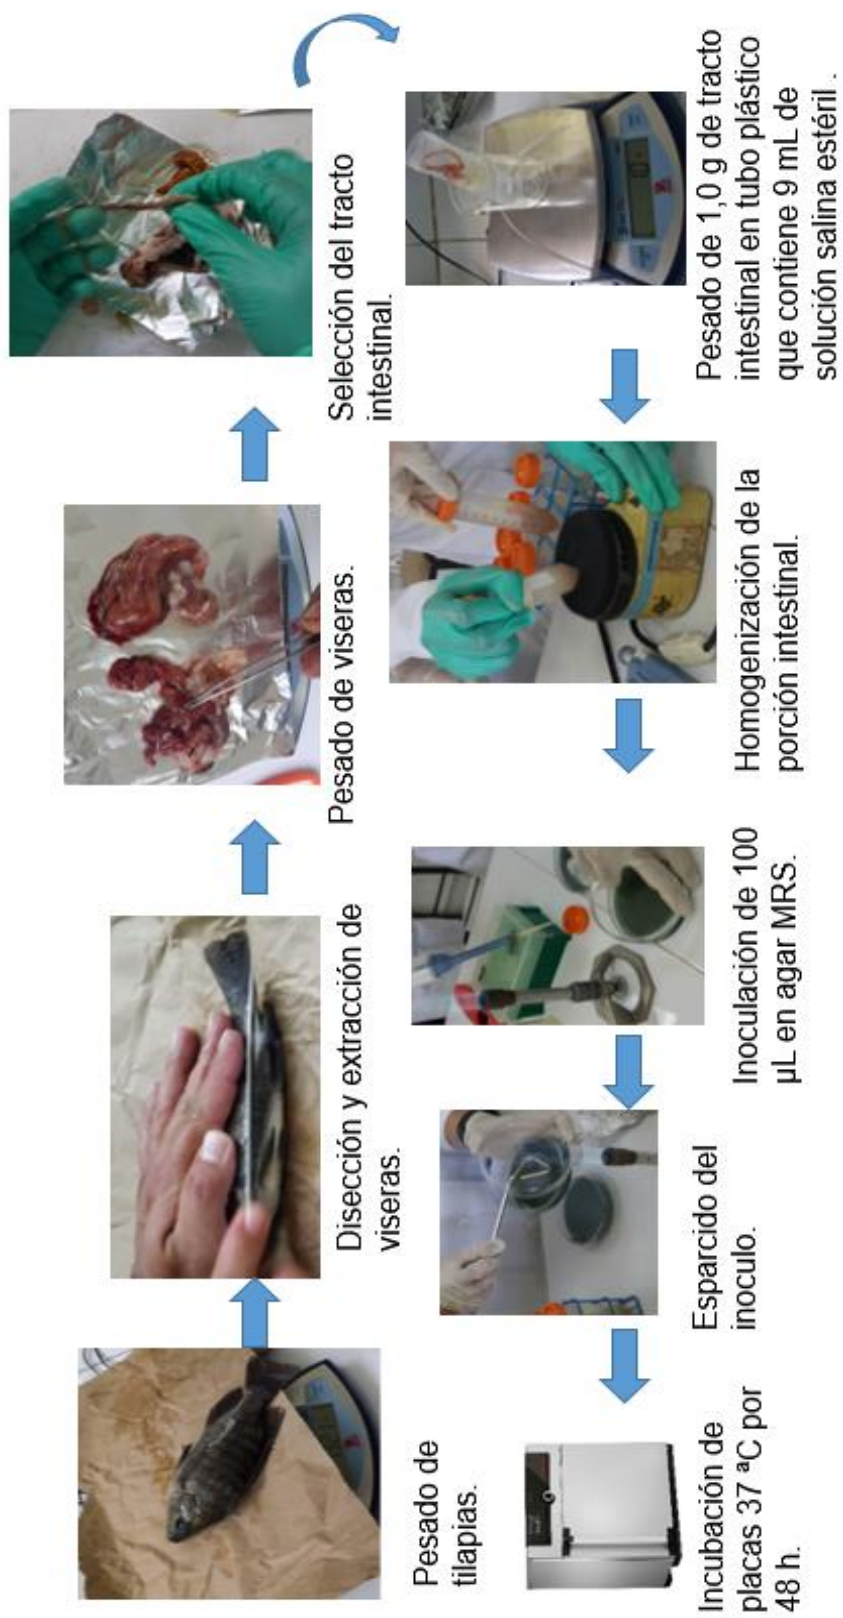 Pesado de
tilapias.
Disección y extracción de
viseras.
Pesado de viseras.
Selección del tracto
intestinal.
Pesado de 1,0 g de tracto
intestinal en tubo plástico
que contiene 9 mL de
solución salina estéril .
Homogenización de la
porción intestinal.
Inoculación de 100
µL en agar MRS.
Esparcido del
inoculo.
Incubación de
placas 37 ªC por
48 h.